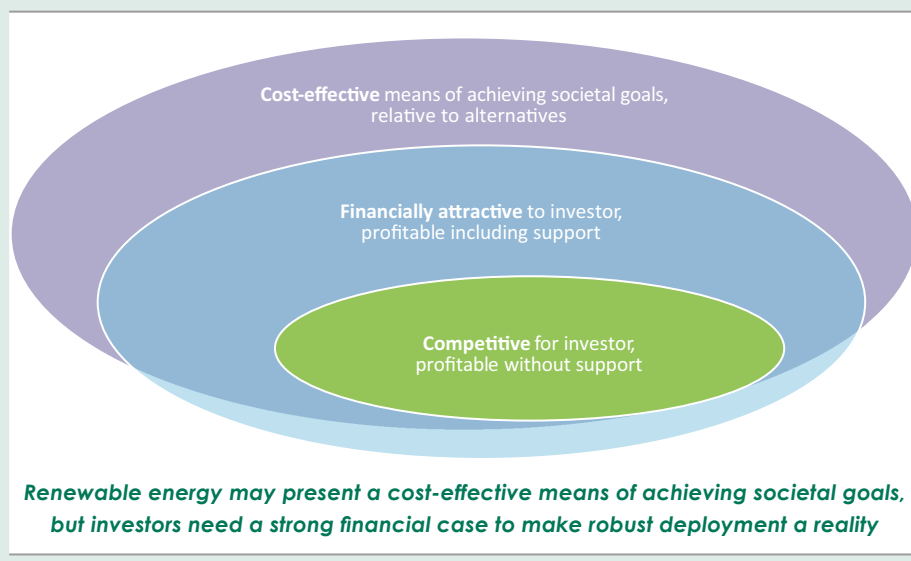 Cost-effective means of achieving societal goals,
relative to alternatives
Financially attractive to investor,
profitable including support
Competitive for investor,
profitable without support
Renewable energy may present a cost-effective means of achieving societal goals,
but investors need a strong financial case to make robust deployment a reality